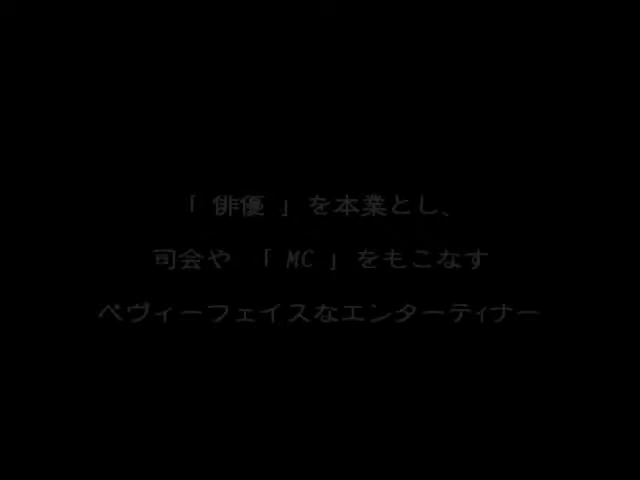 「 俳優 」 を本業とし、
司会や 「 MC 」 をもこなす
ベヴィーフェイスなエンターティナー